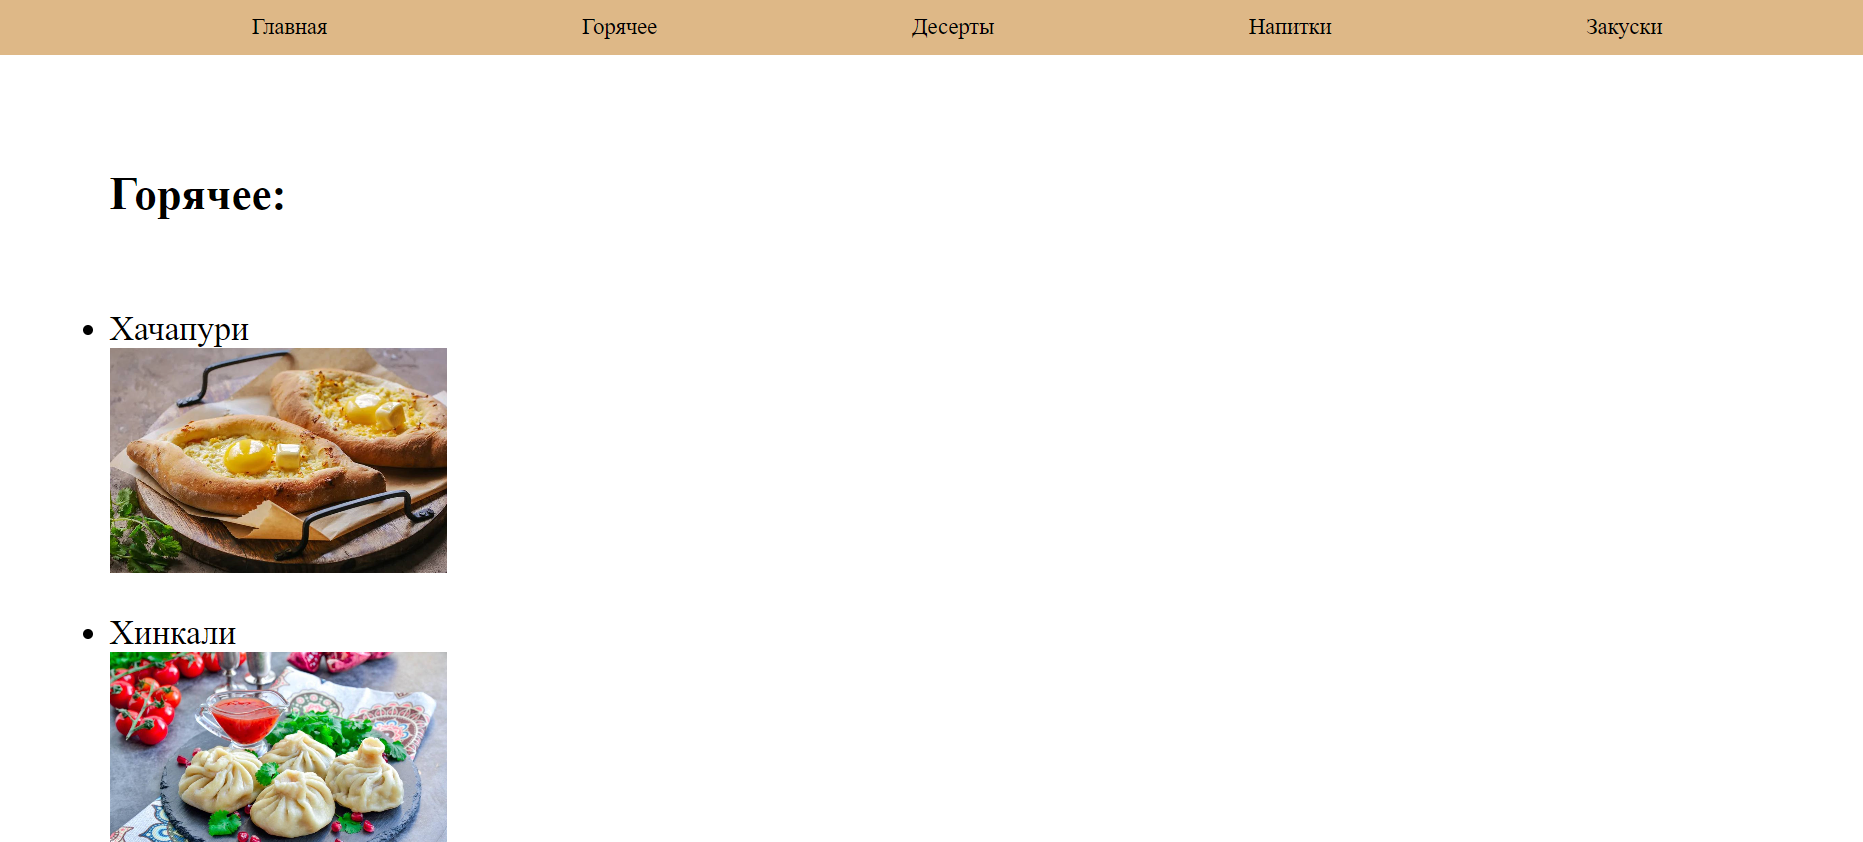 Главная Горячее Десерты Напитки Закуски
Горячее:
Хачапури
Хинкали